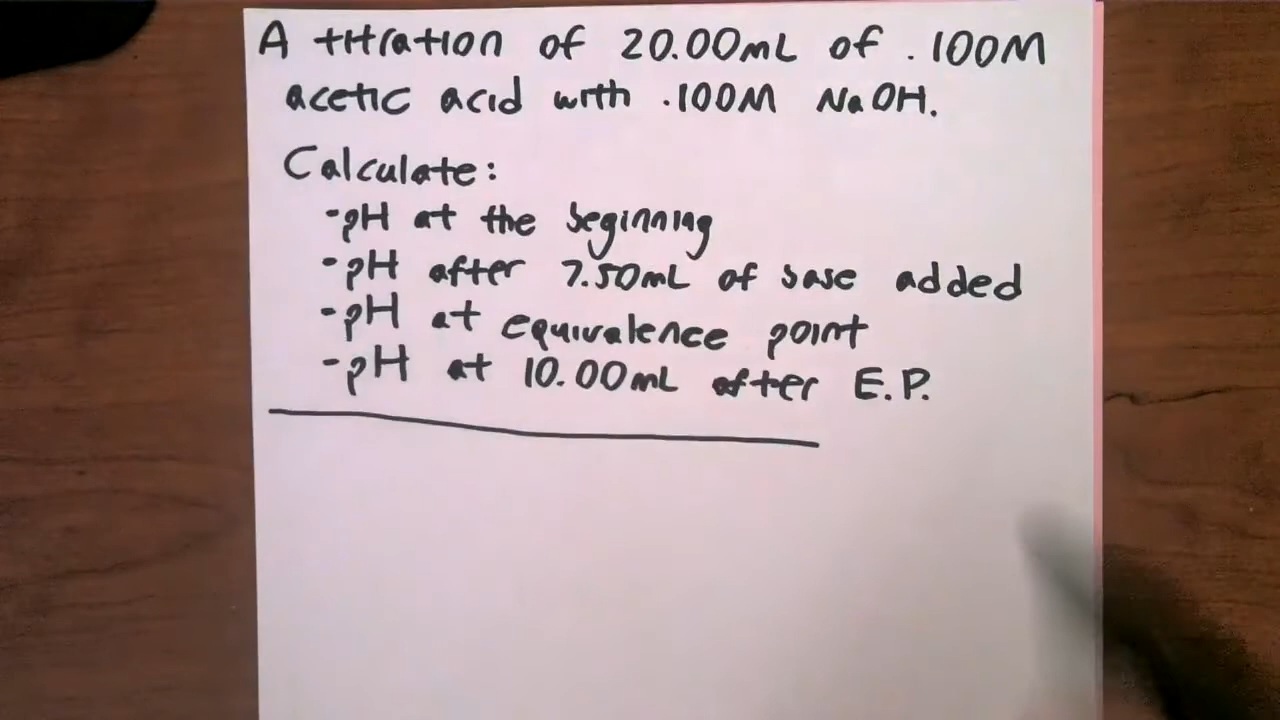 A titration of 20.00mL of .100M
acetic acid with .100M NaOH.
Calculate:
-pH at the beginning
-pH after 7.50mL of base added
-pH at equivalence point
-pH at 10.00mL after E.P.